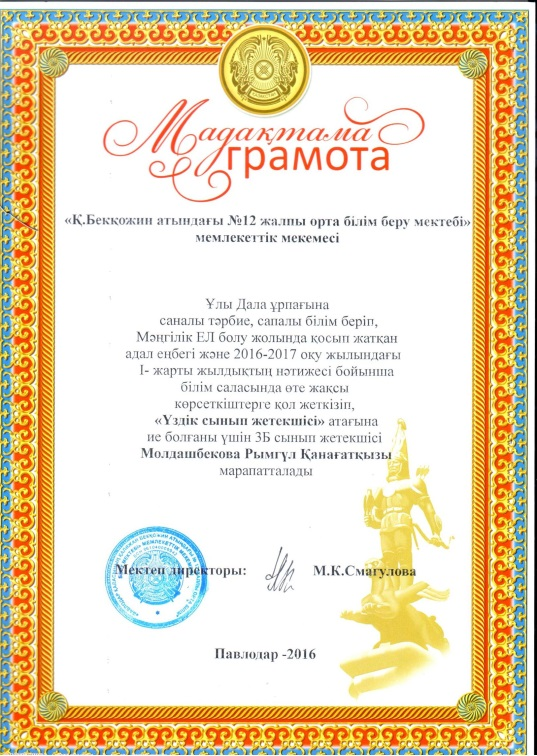 Мадақтама
грамота
«Қ.Бекқожин атындағы №12 жалпы орта білім беру мектебі»
мемлекеттік мекемесі
Ұлы Дала ұрпағына
саналы тәрбие, сапалы білім беріп,
Мәңгілік ЕЛ болу жолында қосып жатқан
адал еңбегі және 2016-2017 оқу жылындағы
I- жарты жылдықтың нәтижесі бойынша
білім саласында өте жақсы
көрсеткіштерге қол жеткізіп,
«Үздік сынып жетекшісі» атағына
ие болғаны үшін 3Б сынып жетекшісі
Молдашбекова Рымгүл Қанағатқызы
марапатталады
Мектеп директоры: М.К.Смагулова
Павлодар -2016